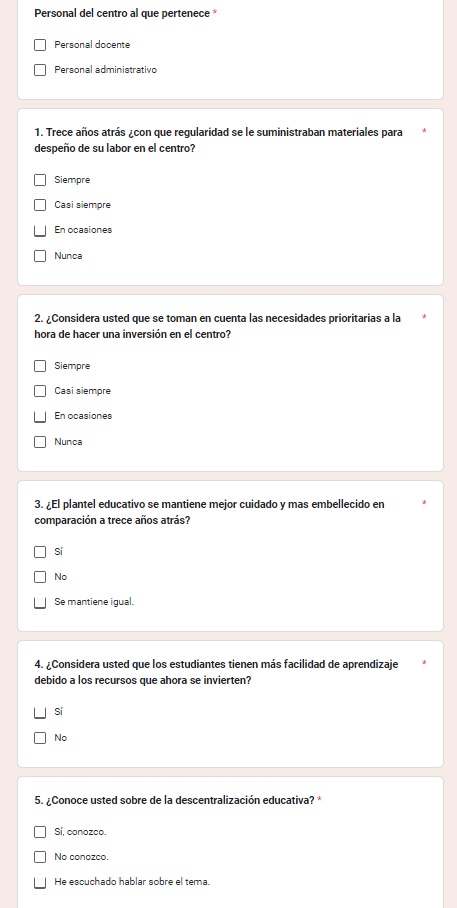 Personal del centro al que pertenece *
Personal docente
Personal administrativo
1. Trece años atrás ¿con que regularidad se le suministraban materiales para *
despeño de su labor en el centro?
Siempre
Casi siempre
En ocasiones
Nunca
2. ¿Considera usted que se toman en cuenta las necesidades prioritarias a la *
hora de hacer una inversión en el centro?
Siempre
Casi siempre
En ocasiones
Nunca
3. ¿El plantel educativo se mantiene mejor cuidado y mas embellecido en *
comparación a trece años atrás?
Sí
No
Se mantiene igual.
4. ¿Considera usted que los estudiantes tienen más facilidad de aprendizaje *
debido a los recursos que ahora se invierten?
Sí
No
5. ¿Conoce usted sobre de la descentralización educativa? *
Sí, conozco.
No conozco.
He escuchado hablar sobre el tema.